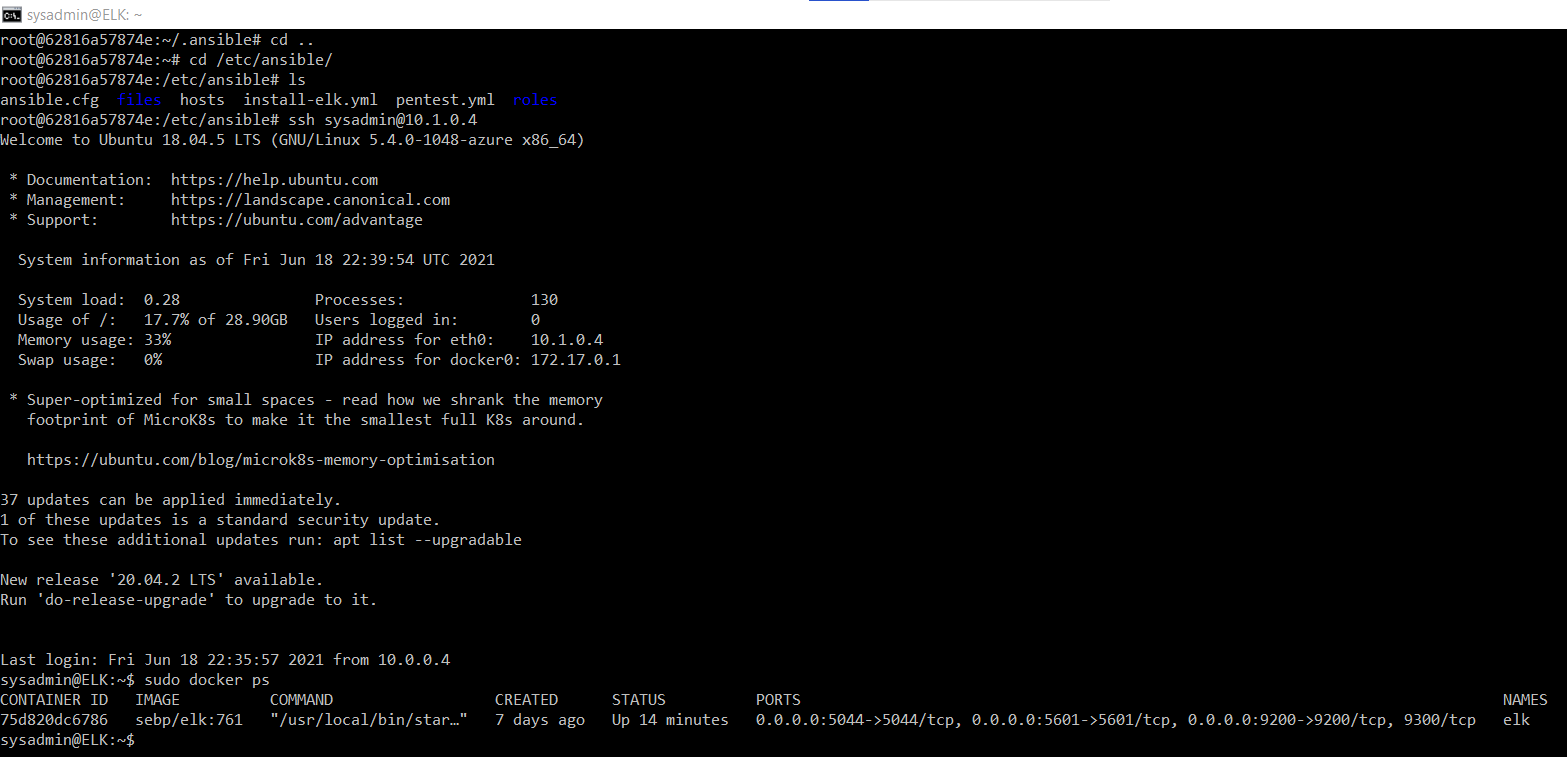 sysadmin@ELK: ~
root@62816a57874e:~/.ansible# cd ..
root@62816a57874e:~# cd /etc/ansible/
root@62816a57874e:/etc/ansible# ls
ansible.cfg  files  hosts  install-elk.yml  pentest.yml  roles
root@62816a57874e:/etc/ansible# ssh sysadmin@10.1.0.4
Welcome to Ubuntu 18.04.5 LTS (GNU/Linux 5.4.0-1048-azure x86_64)

 * Documentation:  https://help.ubuntu.com
 * Management:     https://landscape.canonical.com
 * Support:        https://ubuntu.com/advantage

  System information as of Fri Jun 18 22:39:54 UTC 2021

  System load:  0.28               Processes:              130
  Usage of /:   17.7% of 28.90GB   Users logged in:        0
  Memory usage: 33%                IP address for eth0:    10.1.0.4
  Swap usage:   0%                 IP address for docker0: 172.17.0.1

 * Super-optimized for small spaces - read how we shrank the memory
   footprint of MicroK8s to make it the smallest full K8s around.

   https://ubuntu.com/blog/microk8s-memory-optimisation

37 updates can be applied immediately.
1 of these updates is a standard security update.
To see these additional updates run: apt list --upgradable

New release '20.04.2 LTS' available.
Run 'do-release-upgrade' to upgrade to it.


Last login: Fri Jun 18 22:35:57 2021 from 10.0.0.4
sysadmin@ELK:~$ sudo docker ps
CONTAINER ID   IMAGE          COMMAND                  CREATED      STATUS          PORTS                                                                              NAMES
75d820dc6786   sebp/elk:761   "/usr/local/bin/star…"   7 days ago   Up 14 minutes   0.0.0.0:5044->5044/tcp, 0.0.0.0:5601->5601/tcp, 0.0.0.0:9200->9200/tcp, 9300/tcp   elk
sysadmin@ELK:~$